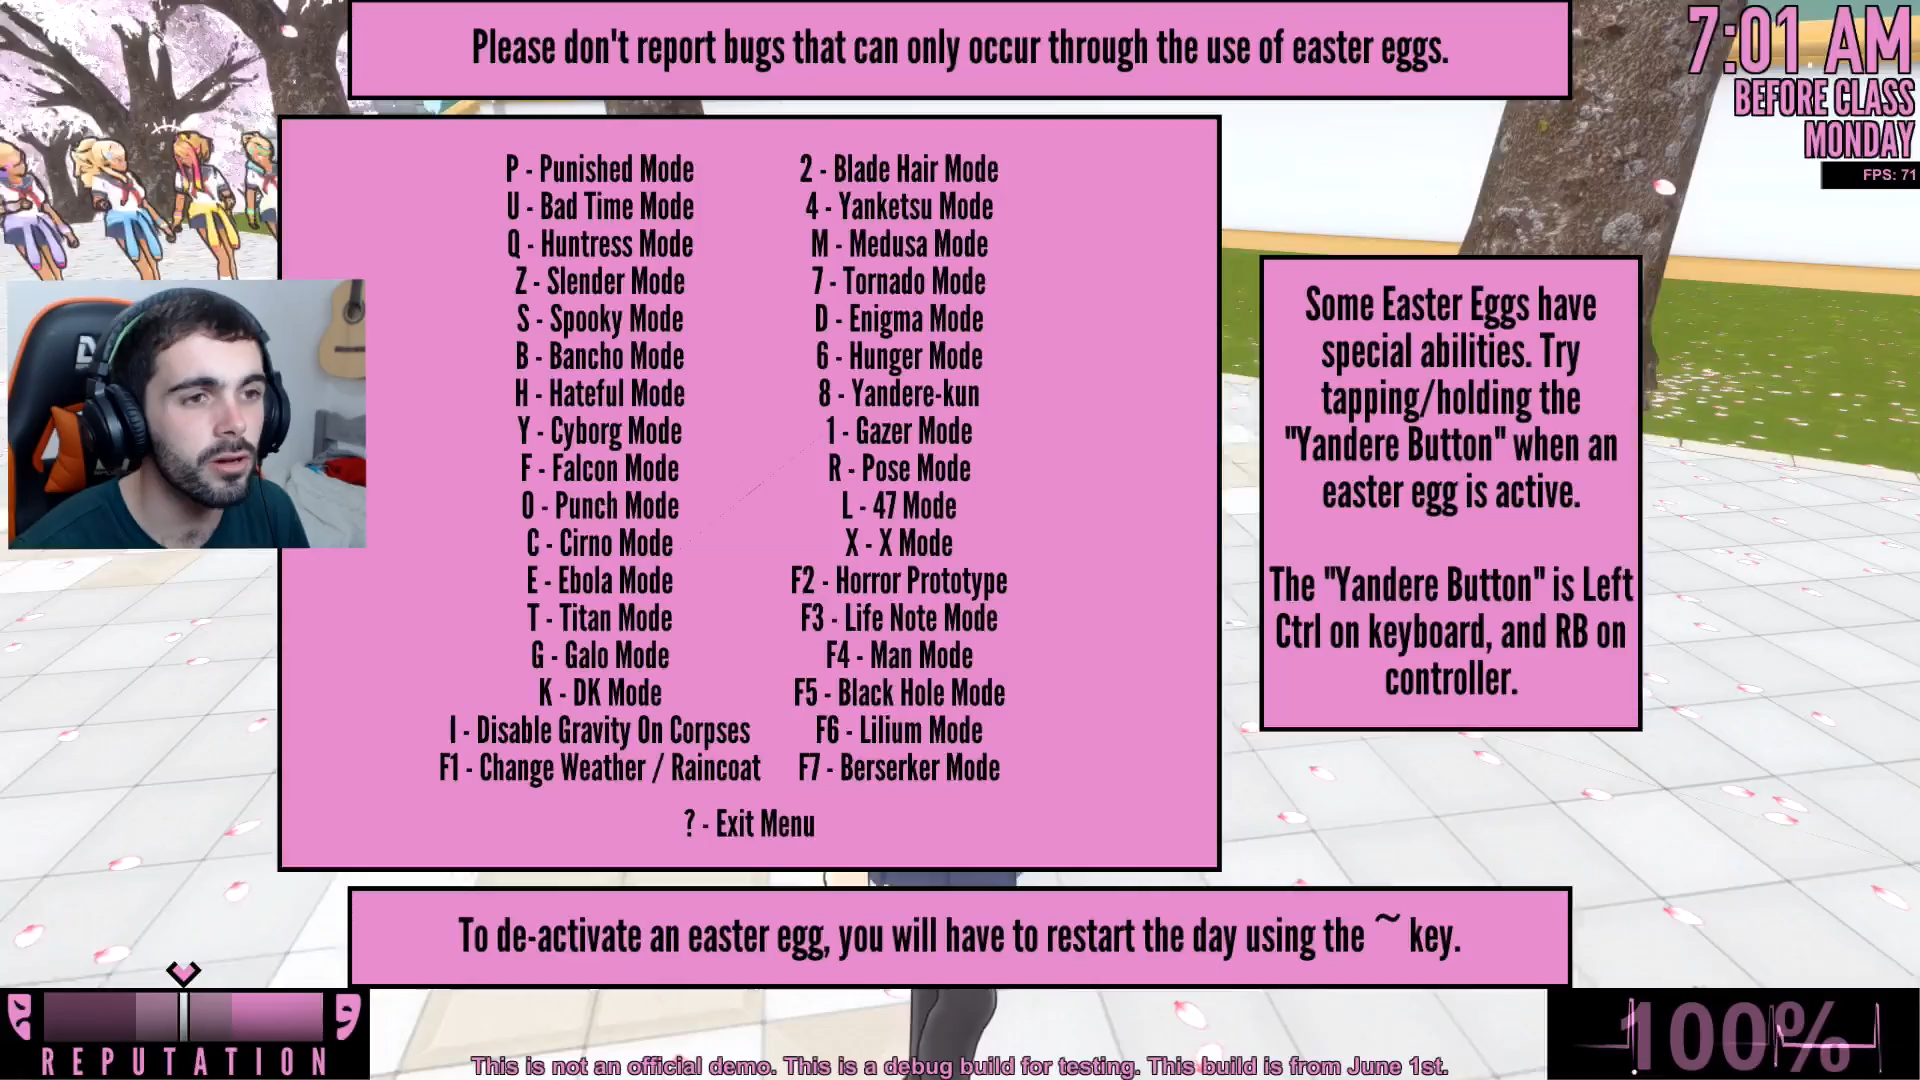 Please don't report bugs that can only occur through the use of easter eggs.
7:01 AM
BEFORE CLASS
MONDAY
FPS: 71
P - Punished Mode
U - Bad Time Mode
Q - Huntress Mode
Z - Slender Mode
S - Spooky Mode
B - Bancho Mode
H - Hateful Mode
Y - Cyborg Mode
F - Falcon Mode
O - Punch Mode
C - Cirno Mode
E - Ebola Mode
T - Titan Mode
G - Galo Mode
K - DK Mode
I - Disable Gravity On Corpses
F1 - Change Weather / Raincoat
2 - Blade Hair Mode
4 - Yanketsu Mode
M - Medusa Mode
7 - Tornado Mode
D - Enigma Mode
6 - Hunger Mode
8 - Yandere-kun
1 - Gazer Mode
R - Pose Mode
L - 47 Mode
X - X Mode
F2 - Horror Prototype
F3 - Life Note Mode
F4 - Man Mode
F5 - Black Hole Mode
F6 - Lilium Mode
F7 - Berserker Mode
? - Exit Menu
Some Easter Eggs have
special abilities. Try
tapping/holding the
"Yandere Button" when an
easter egg is active.
The "Yandere Button" is Left
Ctrl on keyboard, and RB on
controller.
To de-activate an easter egg, you will have to restart the day using the ~ key.
REPUTATION
100%
This is not an official demo. This is a debug build for testing. This build is from June 1st.